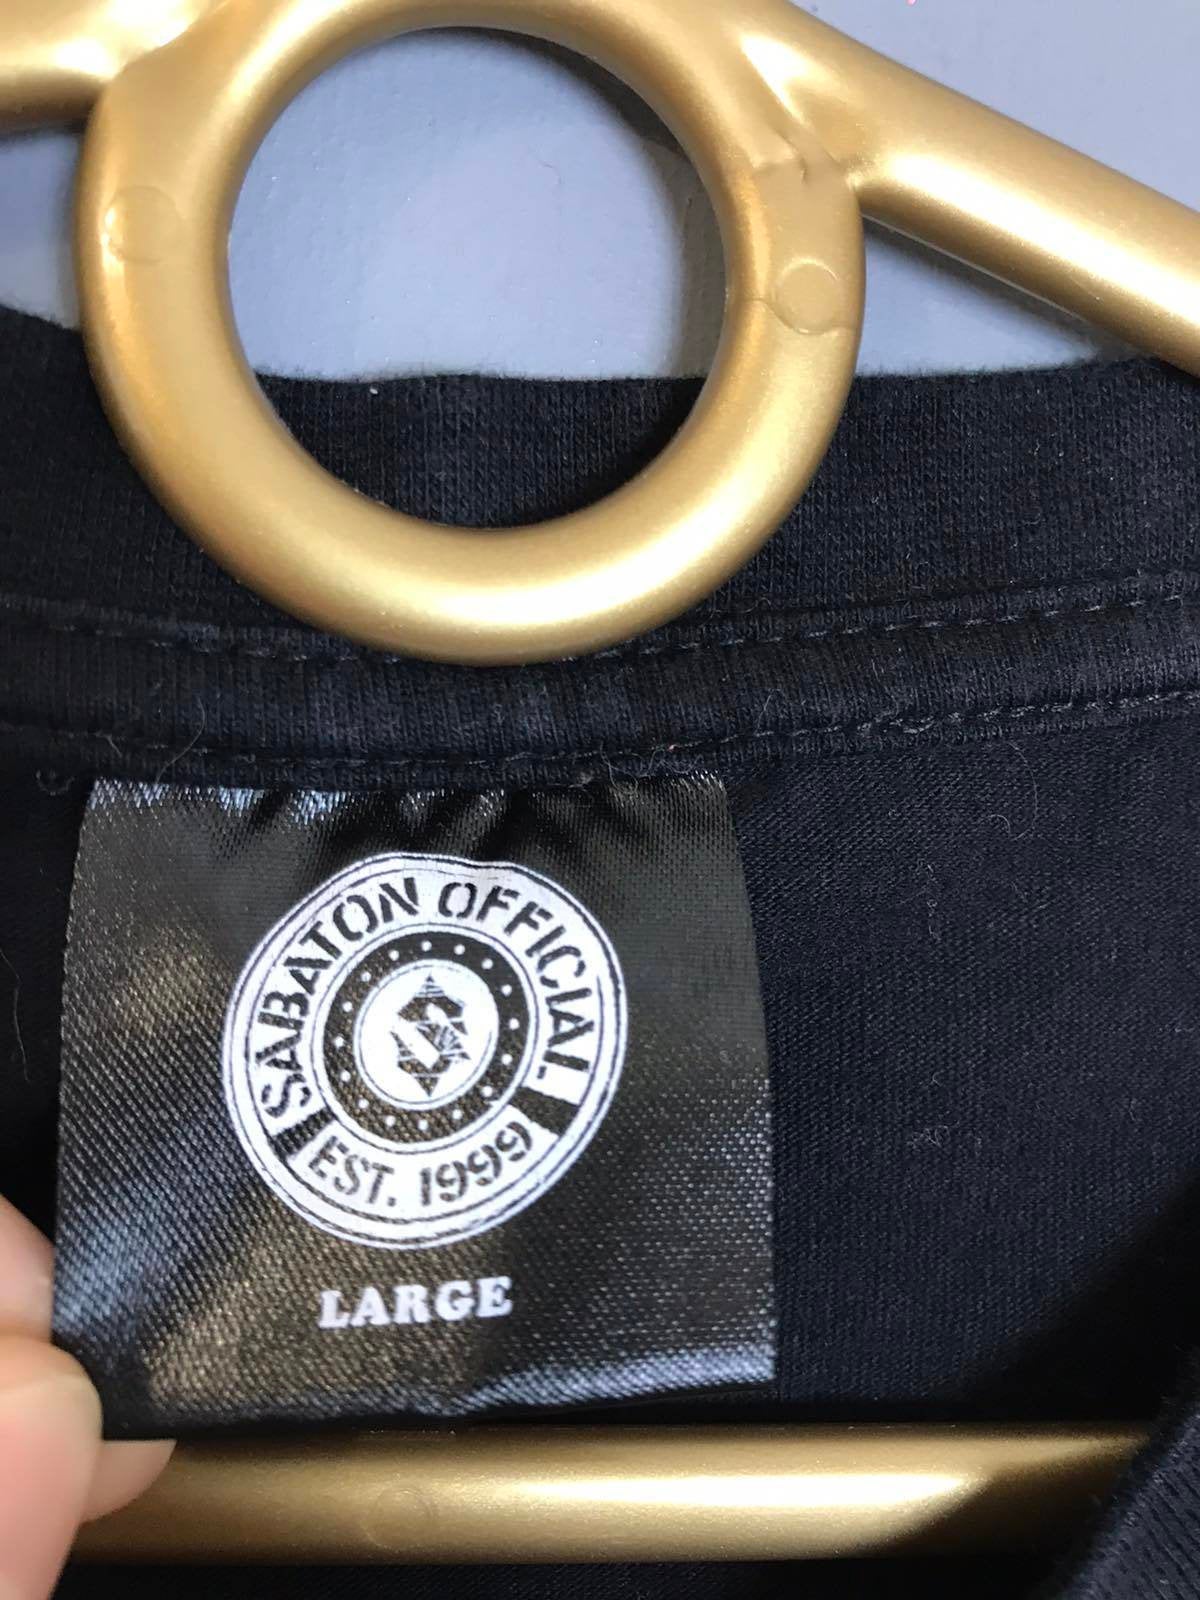 SABATON OFFICIAL
EST. 1999
LARGE